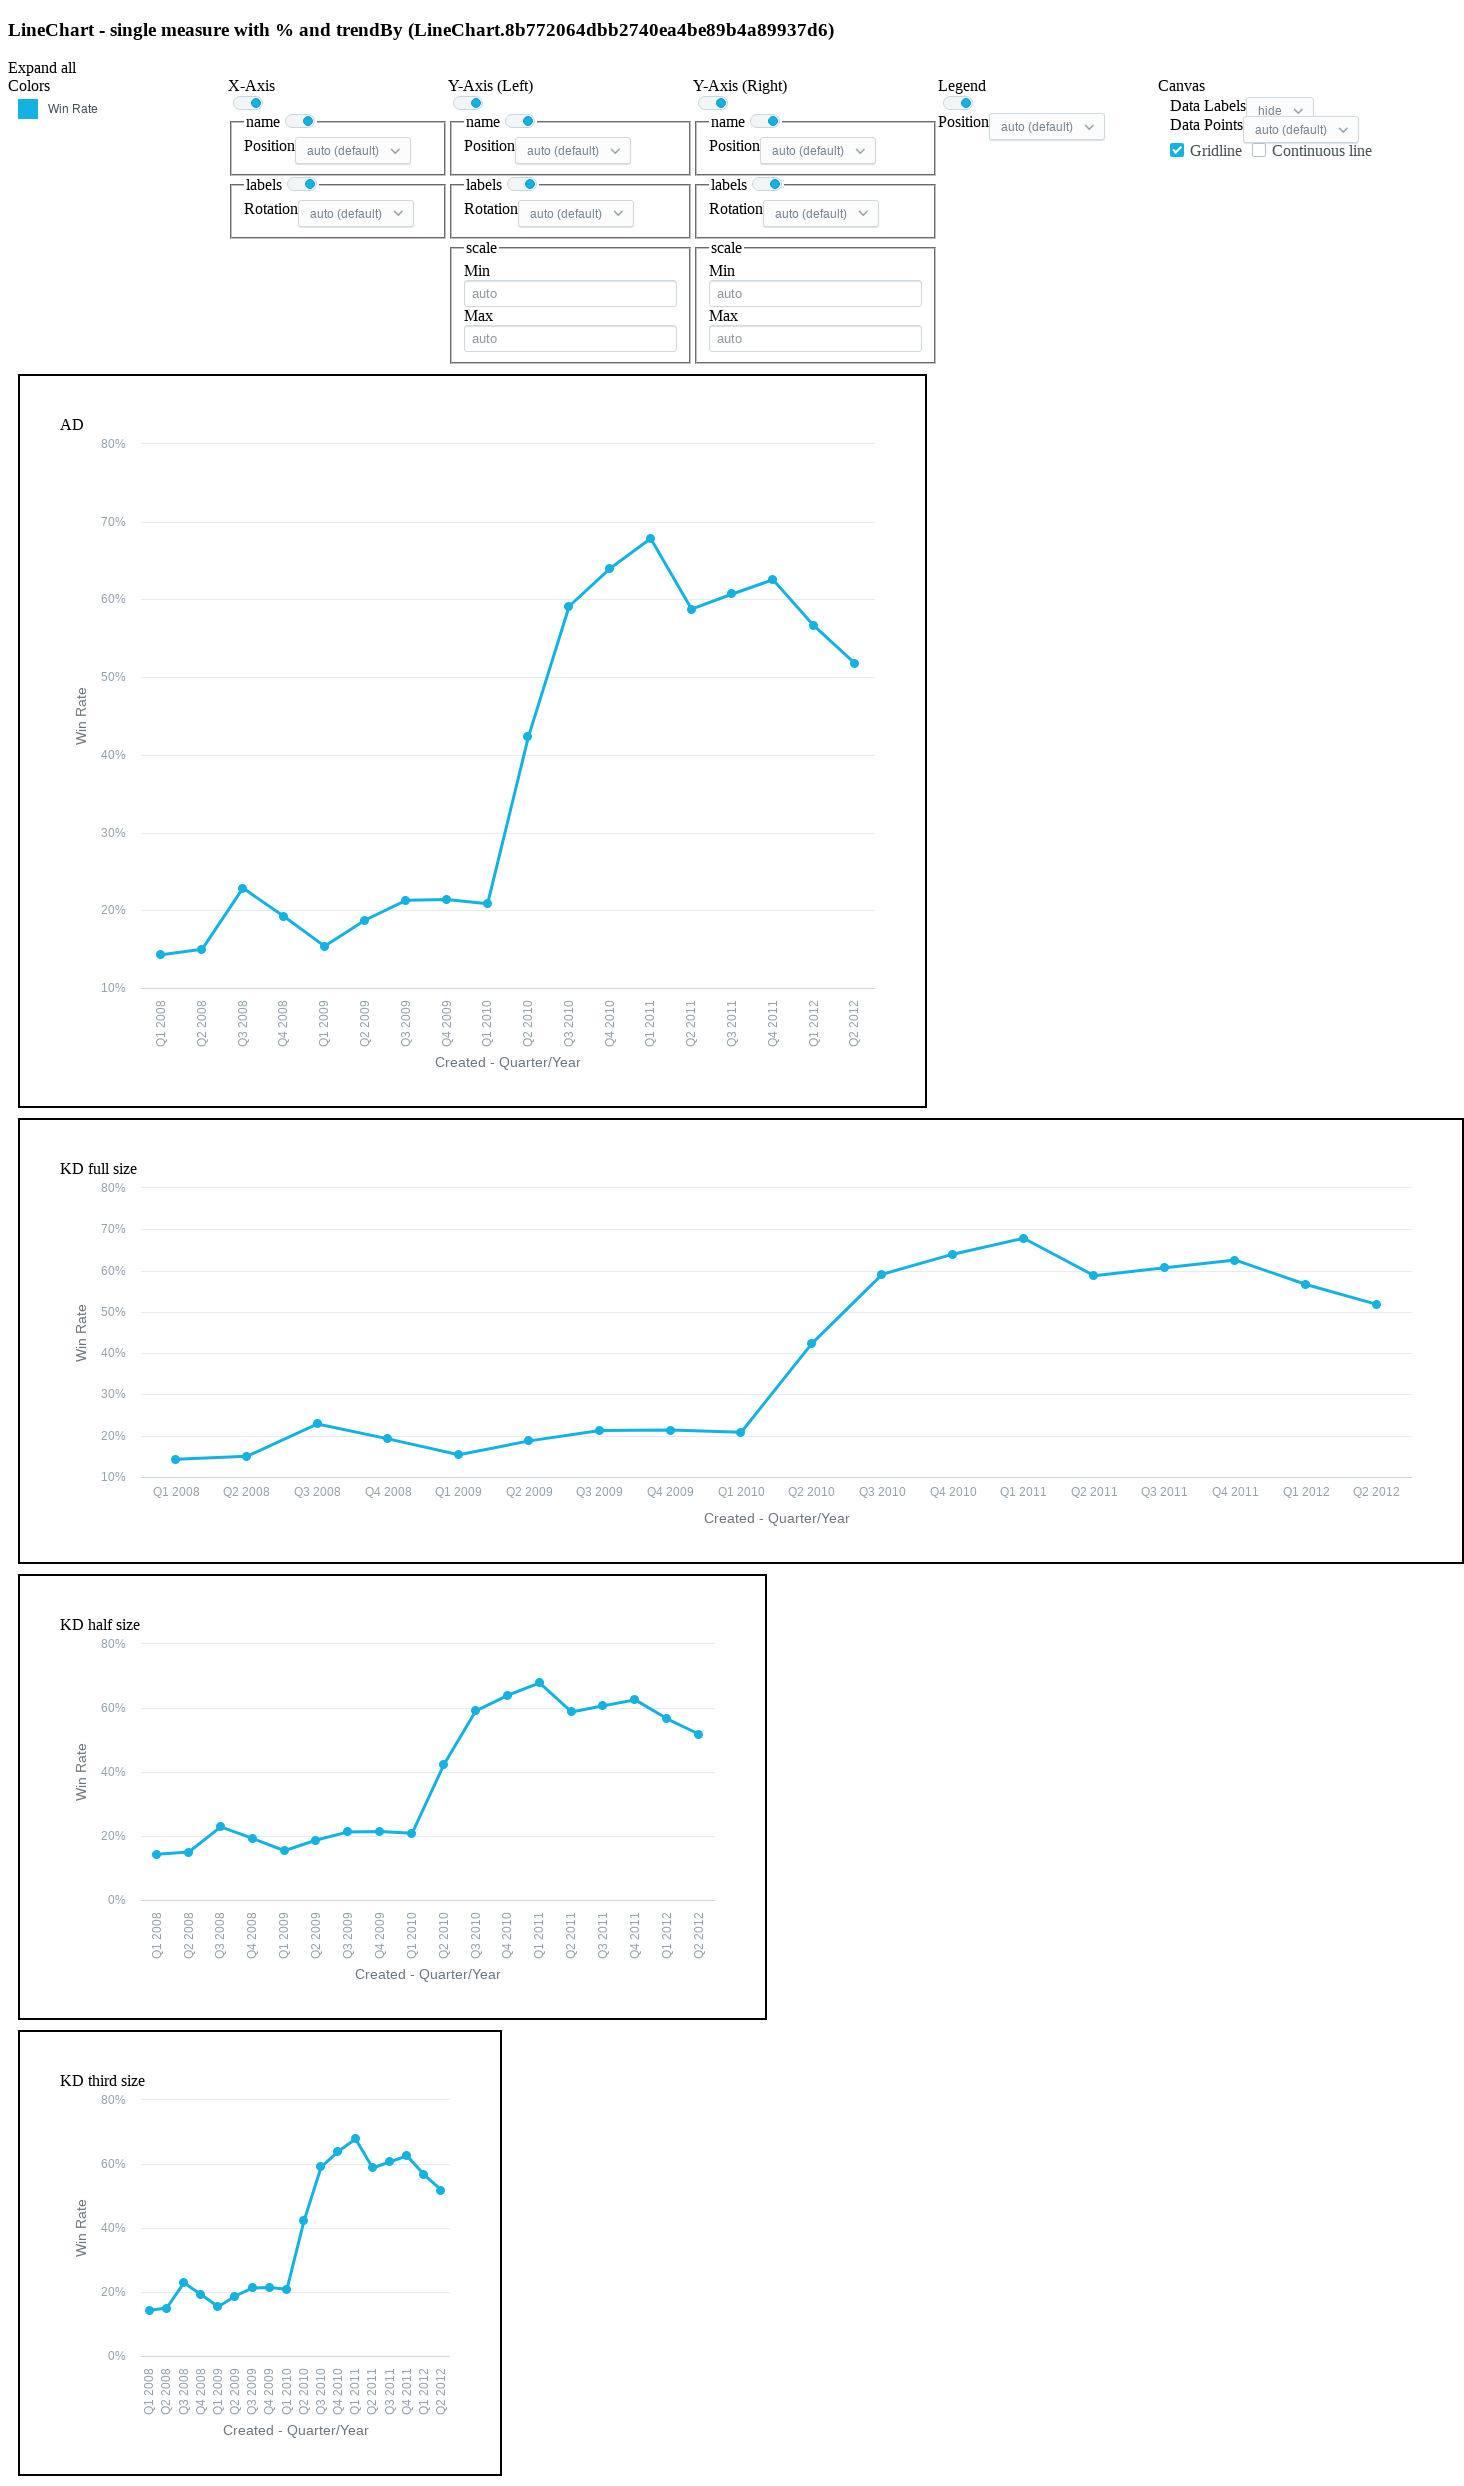 LineChart - single measure with % and trendBy (LineChart.8b772064dbb2740ea4be89b4a89937d6)
Expand all
Colors
Win Rate
X-Axis
name
Position auto (default)
labels
Rotation auto (default)
Y-Axis (Left)
name
Position auto (default)
labels
Rotation auto (default)
scale
Min
auto
Max
auto
Y-Axis (Right)
name
Position auto (default)
labels
Rotation auto (default)
scale
Min
auto
Max
auto
Legend
Position auto (default)
Canvas
Data Labels hide
Data Points auto (default)
Gridline Continuous line
AD
80%
70%
60%
50%
40%
30%
20%
10%
Win Rate
Q1 2008
Q2 2008
Q3 2008
Q4 2008
Q1 2009
Q2 2009
Q3 2009
Q4 2009
Q1 2010
Q2 2010
Q3 2010
Q4 2010
Q1 2011
Q2 2011
Q3 2011
Q4 2011
Q1 2012
Q2 2012
Created - Quarter/Year
KD full size
80%
70%
60%
50%
40%
30%
20%
10%
Win Rate
Q1 2008 Q2 2008 Q3 2008 Q4 2008 Q1 2009 Q2 2009 Q3 2009 Q4 2009 Q1 2010 Q2 2010 Q3 2010 Q4 2010 Q1 2011 Q2 2011 Q3 2011 Q4 2011 Q1 2012 Q2 2012
Created - Quarter/Year
KD half size
80%
60%
40%
20%
0%
Win Rate
Q1 2008
Q2 2008
Q3 2008
Q4 2008
Q1 2009
Q2 2009
Q3 2009
Q4 2009
Q1 2010
Q2 2010
Q3 2010
Q4 2010
Q1 2011
Q2 2011
Q3 2011
Q4 2011
Q1 2012
Q2 2012
Created - Quarter/Year
KD third size
80%
60%
40%
20%
0%
Win Rate
Q1 2008
Q2 2008
Q3 2008
Q4 2008
Q1 2009
Q2 2009
Q3 2009
Q4 2009
Q1 2010
Q2 2010
Q3 2010
Q4 2010
Q1 2011
Q2 2011
Q3 2011
Q4 2011
Q1 2012
Q2 2012
Created - Quarter/Year